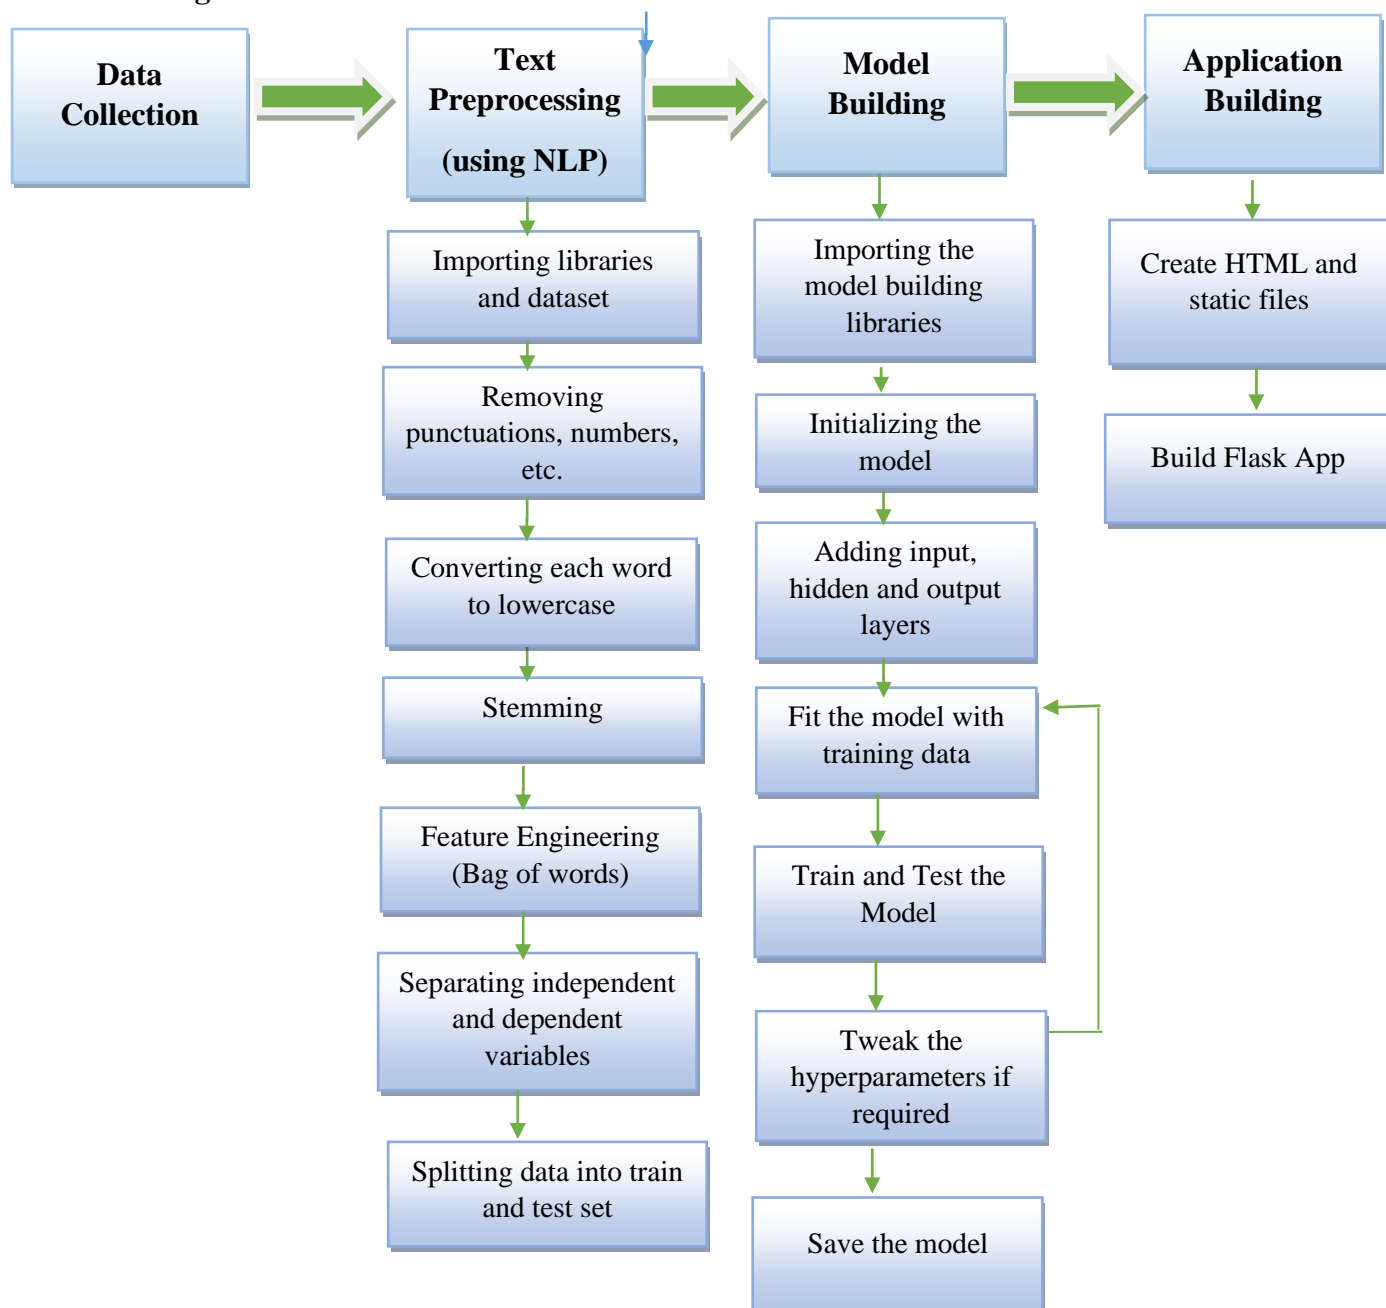 Data
Collection
Text
Preprocessing
(using NLP)
Model
Building
Application
Building
Importing libraries
and dataset
Removing
punctuations, numbers,
etc.
Converting each word
to lowercase
Stemming
Feature Engineering
(Bag of words)
Separating independent
and dependent
variables
Splitting data into train
and test set
Importing the
model building
libraries
Initializing the
model
Adding input,
hidden and output
layers
Fit the model with
training data
Train and Test the
Model
Tweak the
hyperparameters if
required
Save the model
Create HTML and
static files
Build Flask App